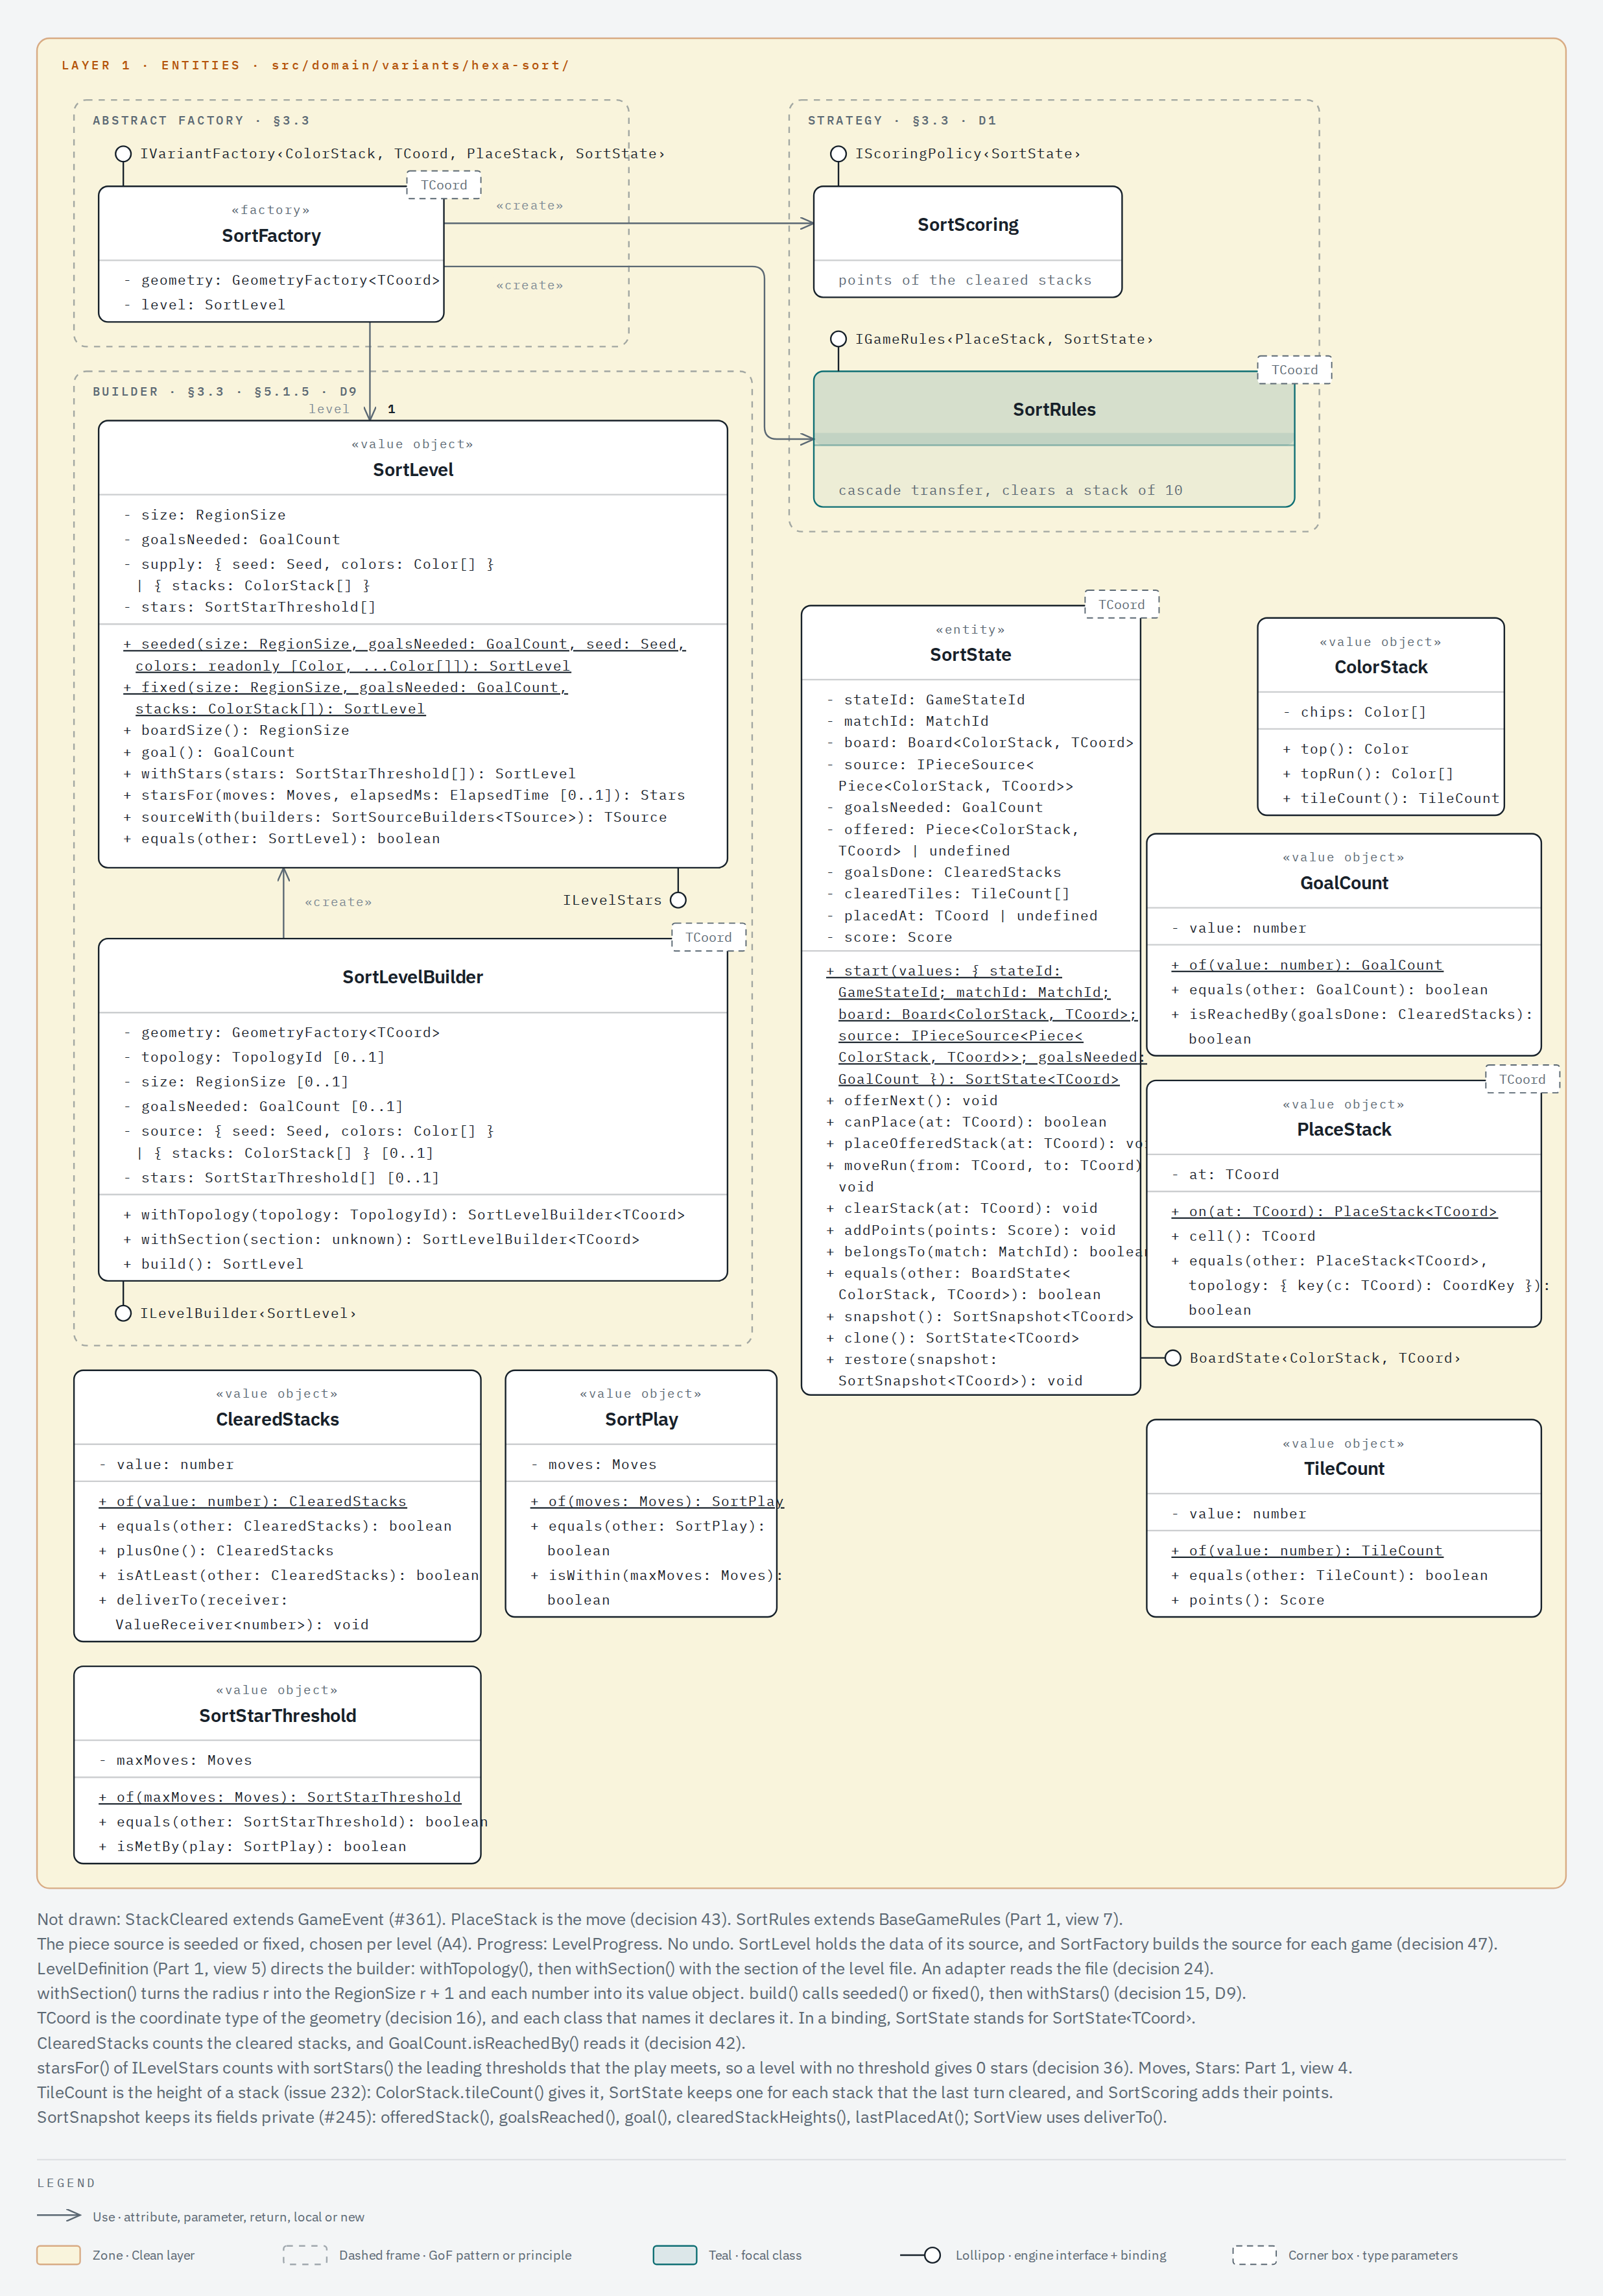 LAYER 1 · ENTITIES · src/domain/variants/hexa-sort/
ABSTRACT FACTORY · §3.3
IVariantFactory‹ColorStack, TCoord, PlaceStack, SortState›
TCoord
«factory»
SortFactory
- geometry: GeometryFactory<TCoord>
- level: SortLevel
«create»
«create»
STRATEGY · §3.3 · D1
IScoringPolicy‹SortState›
SortScoring
points of the cleared stacks
IGameRules‹PlaceStack, SortState›
TCoord
SortRules
cascade transfer, clears a stack of 10
BUILDER · §3.3 · §5.1.5 · D9
level 1
«value object»
SortLevel
- size: RegionSize
- goalsNeeded: GoalCount
- supply: { seed: Seed, colors: Color[] }
| { stacks: ColorStack[] }
- stars: SortStarThreshold[]
+ seeded(size: RegionSize, goalsNeeded: GoalCount, seed: Seed,
colors: readonly [Color, ...Color[]]): SortLevel
+ fixed(size: RegionSize, goalsNeeded: GoalCount,
stacks: ColorStack[]): SortLevel
+ boardSize(): RegionSize
+ goal(): GoalCount
+ withStars(stars: SortStarThreshold[]): SortLevel
+ starsFor(moves: Moves, elapsedMs: ElapsedTime [0..1]): Stars
+ sourceWith(builders: SortSourceBuilders<TSource>): TSource
+ equals(other: SortLevel): boolean
«create»
ILevelStars
TCoord
SortLevelBuilder
- geometry: GeometryFactory<TCoord>
- topology: TopologyId [0..1]
- size: RegionSize [0..1]
- goalsNeeded: GoalCount [0..1]
- source: { seed: Seed, colors: Color[] }
| { stacks: ColorStack[] } [0..1]
- stars: SortStarThreshold[] [0..1]
+ withTopology(topology: TopologyId): SortLevelBuilder<TCoord>
+ withSection(section: unknown): SortLevelBuilder<TCoord>
+ build(): SortLevel
ILevelBuilder‹SortLevel›
TCoord
«entity»
SortState
- stateId: GameStateId
- matchId: MatchId
- board: Board<ColorStack, TCoord>
- source: IPieceSource<
Piece<ColorStack, TCoord>>
- goalsNeeded: GoalCount
- offered: Piece<ColorStack,
TCoord> | undefined
- goalsDone: ClearedStacks
- clearedTiles: TileCount[]
- placedAt: TCoord | undefined
- score: Score
+ start(values: { stateId:
GameStateId; matchId: MatchId;
board: Board<ColorStack, TCoord>;
source: IPieceSource<Piece<
ColorStack, TCoord>>; goalsNeeded:
GoalCount }): SortState<TCoord>
+ offerNext(): void
+ canPlace(at: TCoord): boolean
+ placeOfferedStack(at: TCoord):
+ moveRun(from: TCoord, to: TCoord)
void
+ clearStack(at: TCoord): void
+ addPoints(points: Score): void
+ belongsTo(match: MatchId): boolean
+ equals(other: BoardState<
ColorStack, TCoord>): boolean
+ snapshot(): SortSnapshot<TCoord>
+ clone(): SortState<TCoord>
+ restore(snapshot:
SortSnapshot<TCoord>): void
«value object»
ColorStack
- chips: Color[]
+ top(): Color
+ topRun(): Color[]
+ tileCount(): TileCount
«value object»
GoalCount
- value: number
+ of(value: number): GoalCount
+ equals(other: GoalCount): boolean
+ isReachedBy(goalsDone: ClearedStacks):
boolean
TCoord
«value object»
PlaceStack
- at: TCoord
+ on(at: TCoord): PlaceStack<TCoord>
+ cell(): TCoord
+ equals(other: PlaceStack<TCoord>,
topology: { key(c: TCoord): CoordKey }):
boolean
BoardState‹ColorStack, TCoord›
«value object»
ClearedStacks
- value: number
+ of(value: number): ClearedStacks
+ equals(other: ClearedStacks): boolean
+ plusOne(): ClearedStacks
+ isAtLeast(other: ClearedStacks): boolean
+ deliverTo(receiver:
ValueReceiver<number>): void
«value object»
SortPlay
- moves: Moves
+ of(moves: Moves): SortPlay
+ equals(other: SortPlay):
boolean
+ isWithin(maxMoves: Moves):
boolean
«value object»
TileCount
- value: number
+ of(value: number): TileCount
+ equals(other: TileCount): boolean
+ points(): Score
«value object»
SortStarThreshold
- maxMoves: Moves
+ of(maxMoves: Moves): SortStarThreshold
+ equals(other: SortStarThreshold): boolean
+ isMetBy(play: SortPlay): boolean
Not drawn: StackCleared extends GameEvent (#361). PlaceStack is the move (decision 43). SortRules extends BaseGameRules (Part 1, view 7).
The piece source is seeded or fixed, chosen per level (A4). Progress: LevelProgress. No undo. SortLevel holds the data of its source, and SortFactory builds the source for each game (decision 47).
LevelDefinition (Part 1, view 5) directs the builder: withTopology(), then withSection() with the section of the level file. An adapter reads the file (decision 24).
withSection() turns the radius r into the RegionSize r + 1 and each number into its value object. build() calls seeded() or fixed(), then withStars() (decision 15, D9).
TCoord is the coordinate type of the geometry (decision 16), and each class that names it declares it. In a binding, SortState stands for SortState‹TCoord›.
ClearedStacks counts the cleared stacks, and GoalCount.isReachedBy() reads it (decision 42).
starsFor() of ILevelStars counts with sortStars() the leading thresholds that the play meets, so a level with no threshold gives 0 stars (decision 36). Moves, Stars: Part 1, view 4.
TileCount is the height of a stack (issue 232): ColorStack.tileCount() gives it, SortState keeps one for each stack that the last turn cleared, and SortScoring adds their points.
SortSnapshot keeps its fields private (#245): offeredStack(), goalsReached(), goal(), clearedStackHeights(), lastPlacedAt(); SortView uses deliverTo().
LEGEND
Use · attribute, parameter, return, local or new
Zone · Clean layer
Dashed frame · GoF pattern or principle
Teal · focal class
Lollipop · engine interface + binding
Corner box · type parameters